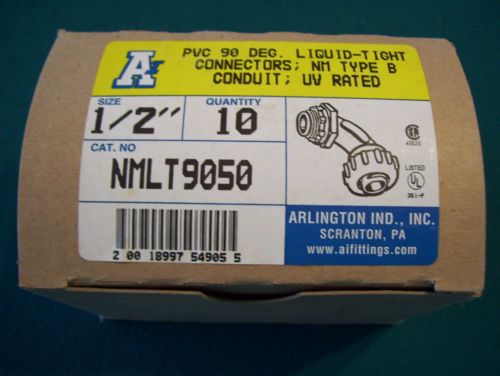 A
PVC 90 DEG. LIQUID-TIGHT
CONNECTORS; NM TYPE B
CONDUIT; UV RATED
SIZE QUANTITY
1/2" 10
CAT. NO
NMLT9050
LISTED
UL
ARLINGTON IND., INC.
SCRANTON, PA
www.aifittings.com
2 00 18997 54905 5